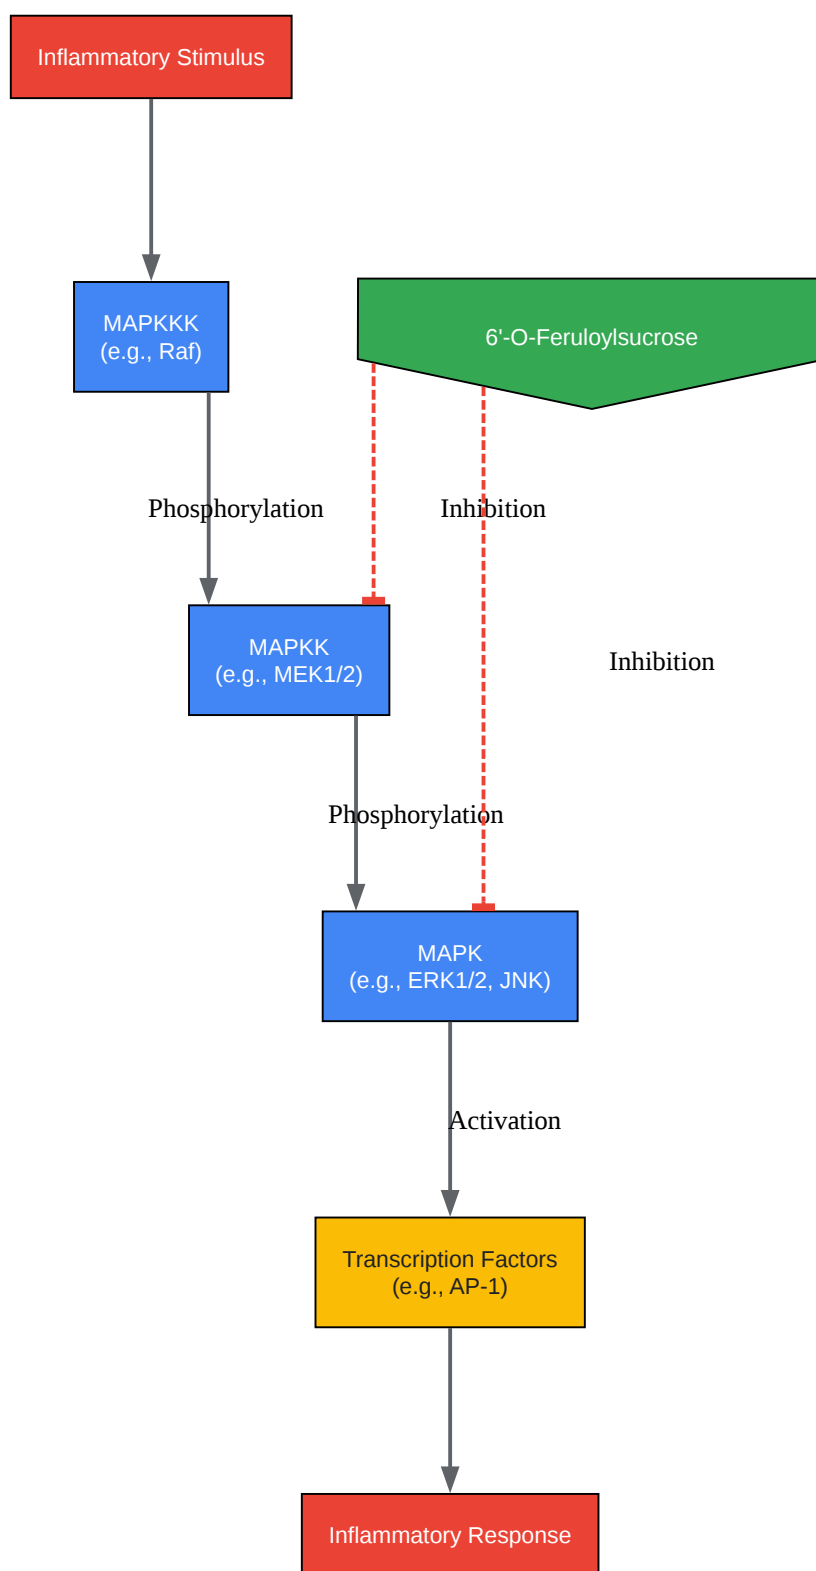 Inflammatory Stimulus
MAPKKK
(e.g., Raf)
6'-O-Feruloylsucrose
Phosphorylation
Inhibition
MAPKK
(e.g., MEK1/2)
Inhibition
Phosphorylation
MAPK
(e.g., ERK1/2, JNK)
Activation
Transcription Factors
(e.g., AP-1)
Inflammatory Response